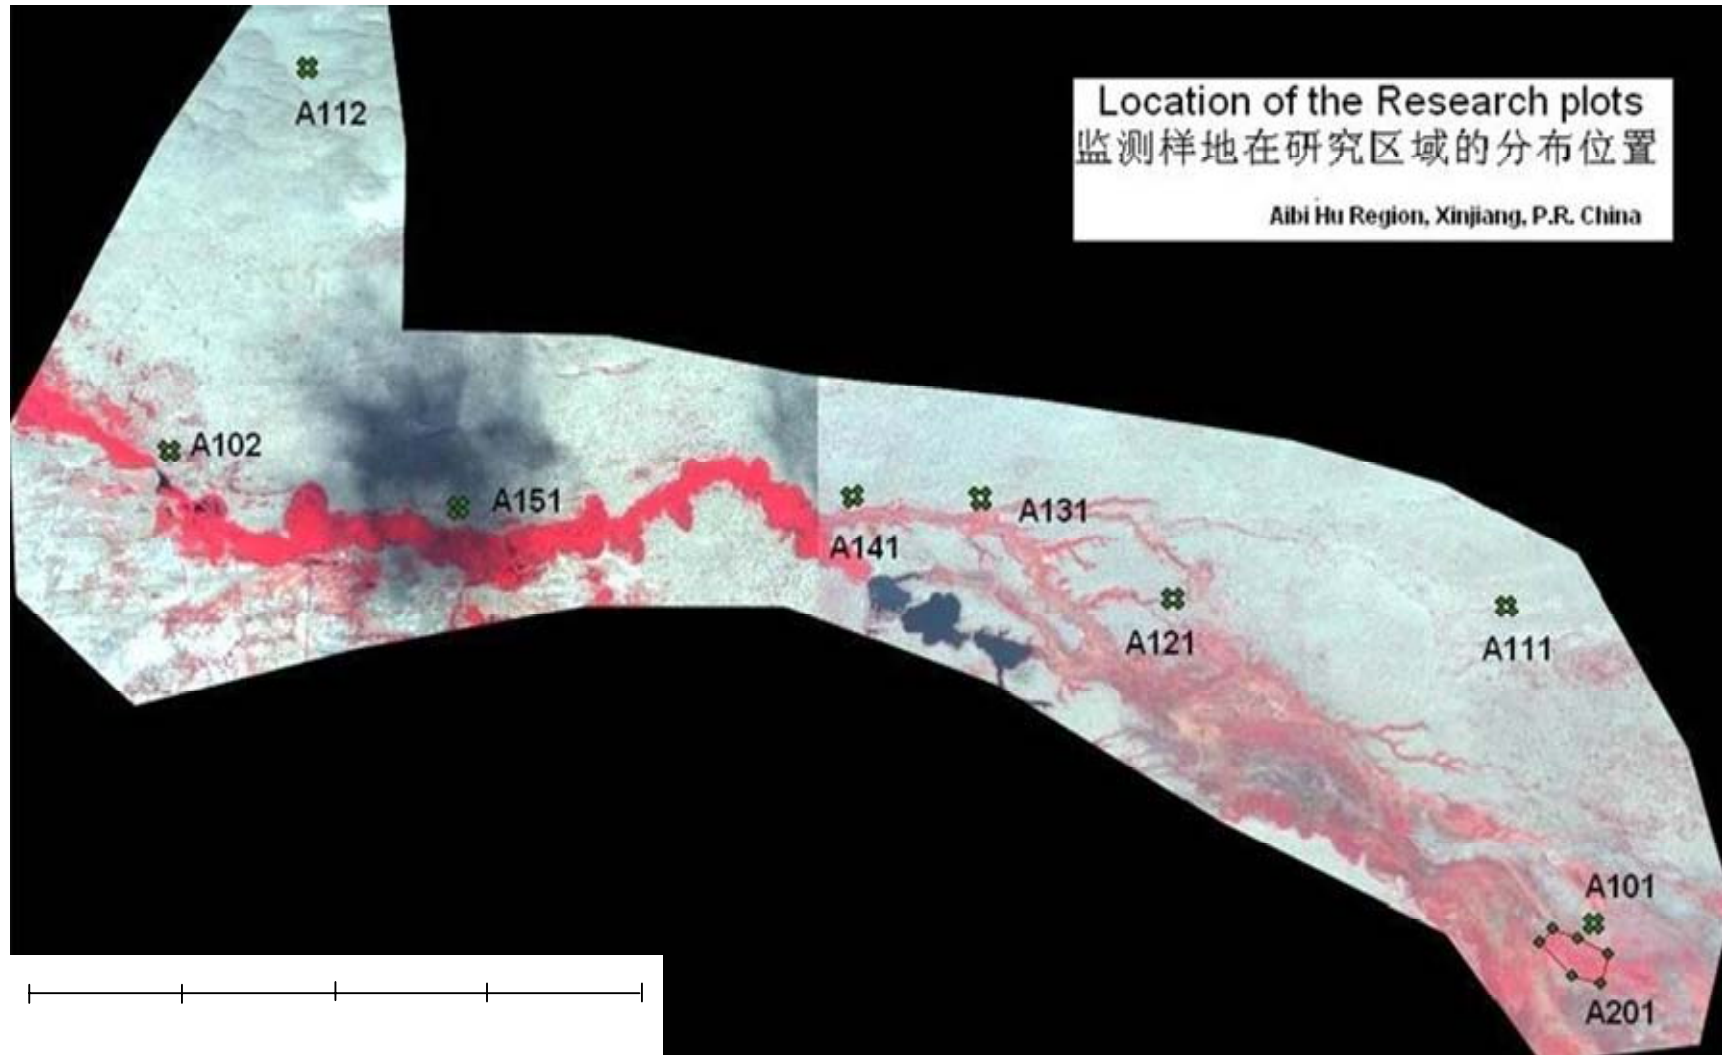 Location of the Research plots
监测样地在研究区域的分布位置
Aibi Hu Region, Xinjiang, P.R. China
A112
A102
A151
A131
A141
A121
A111
A101
A201